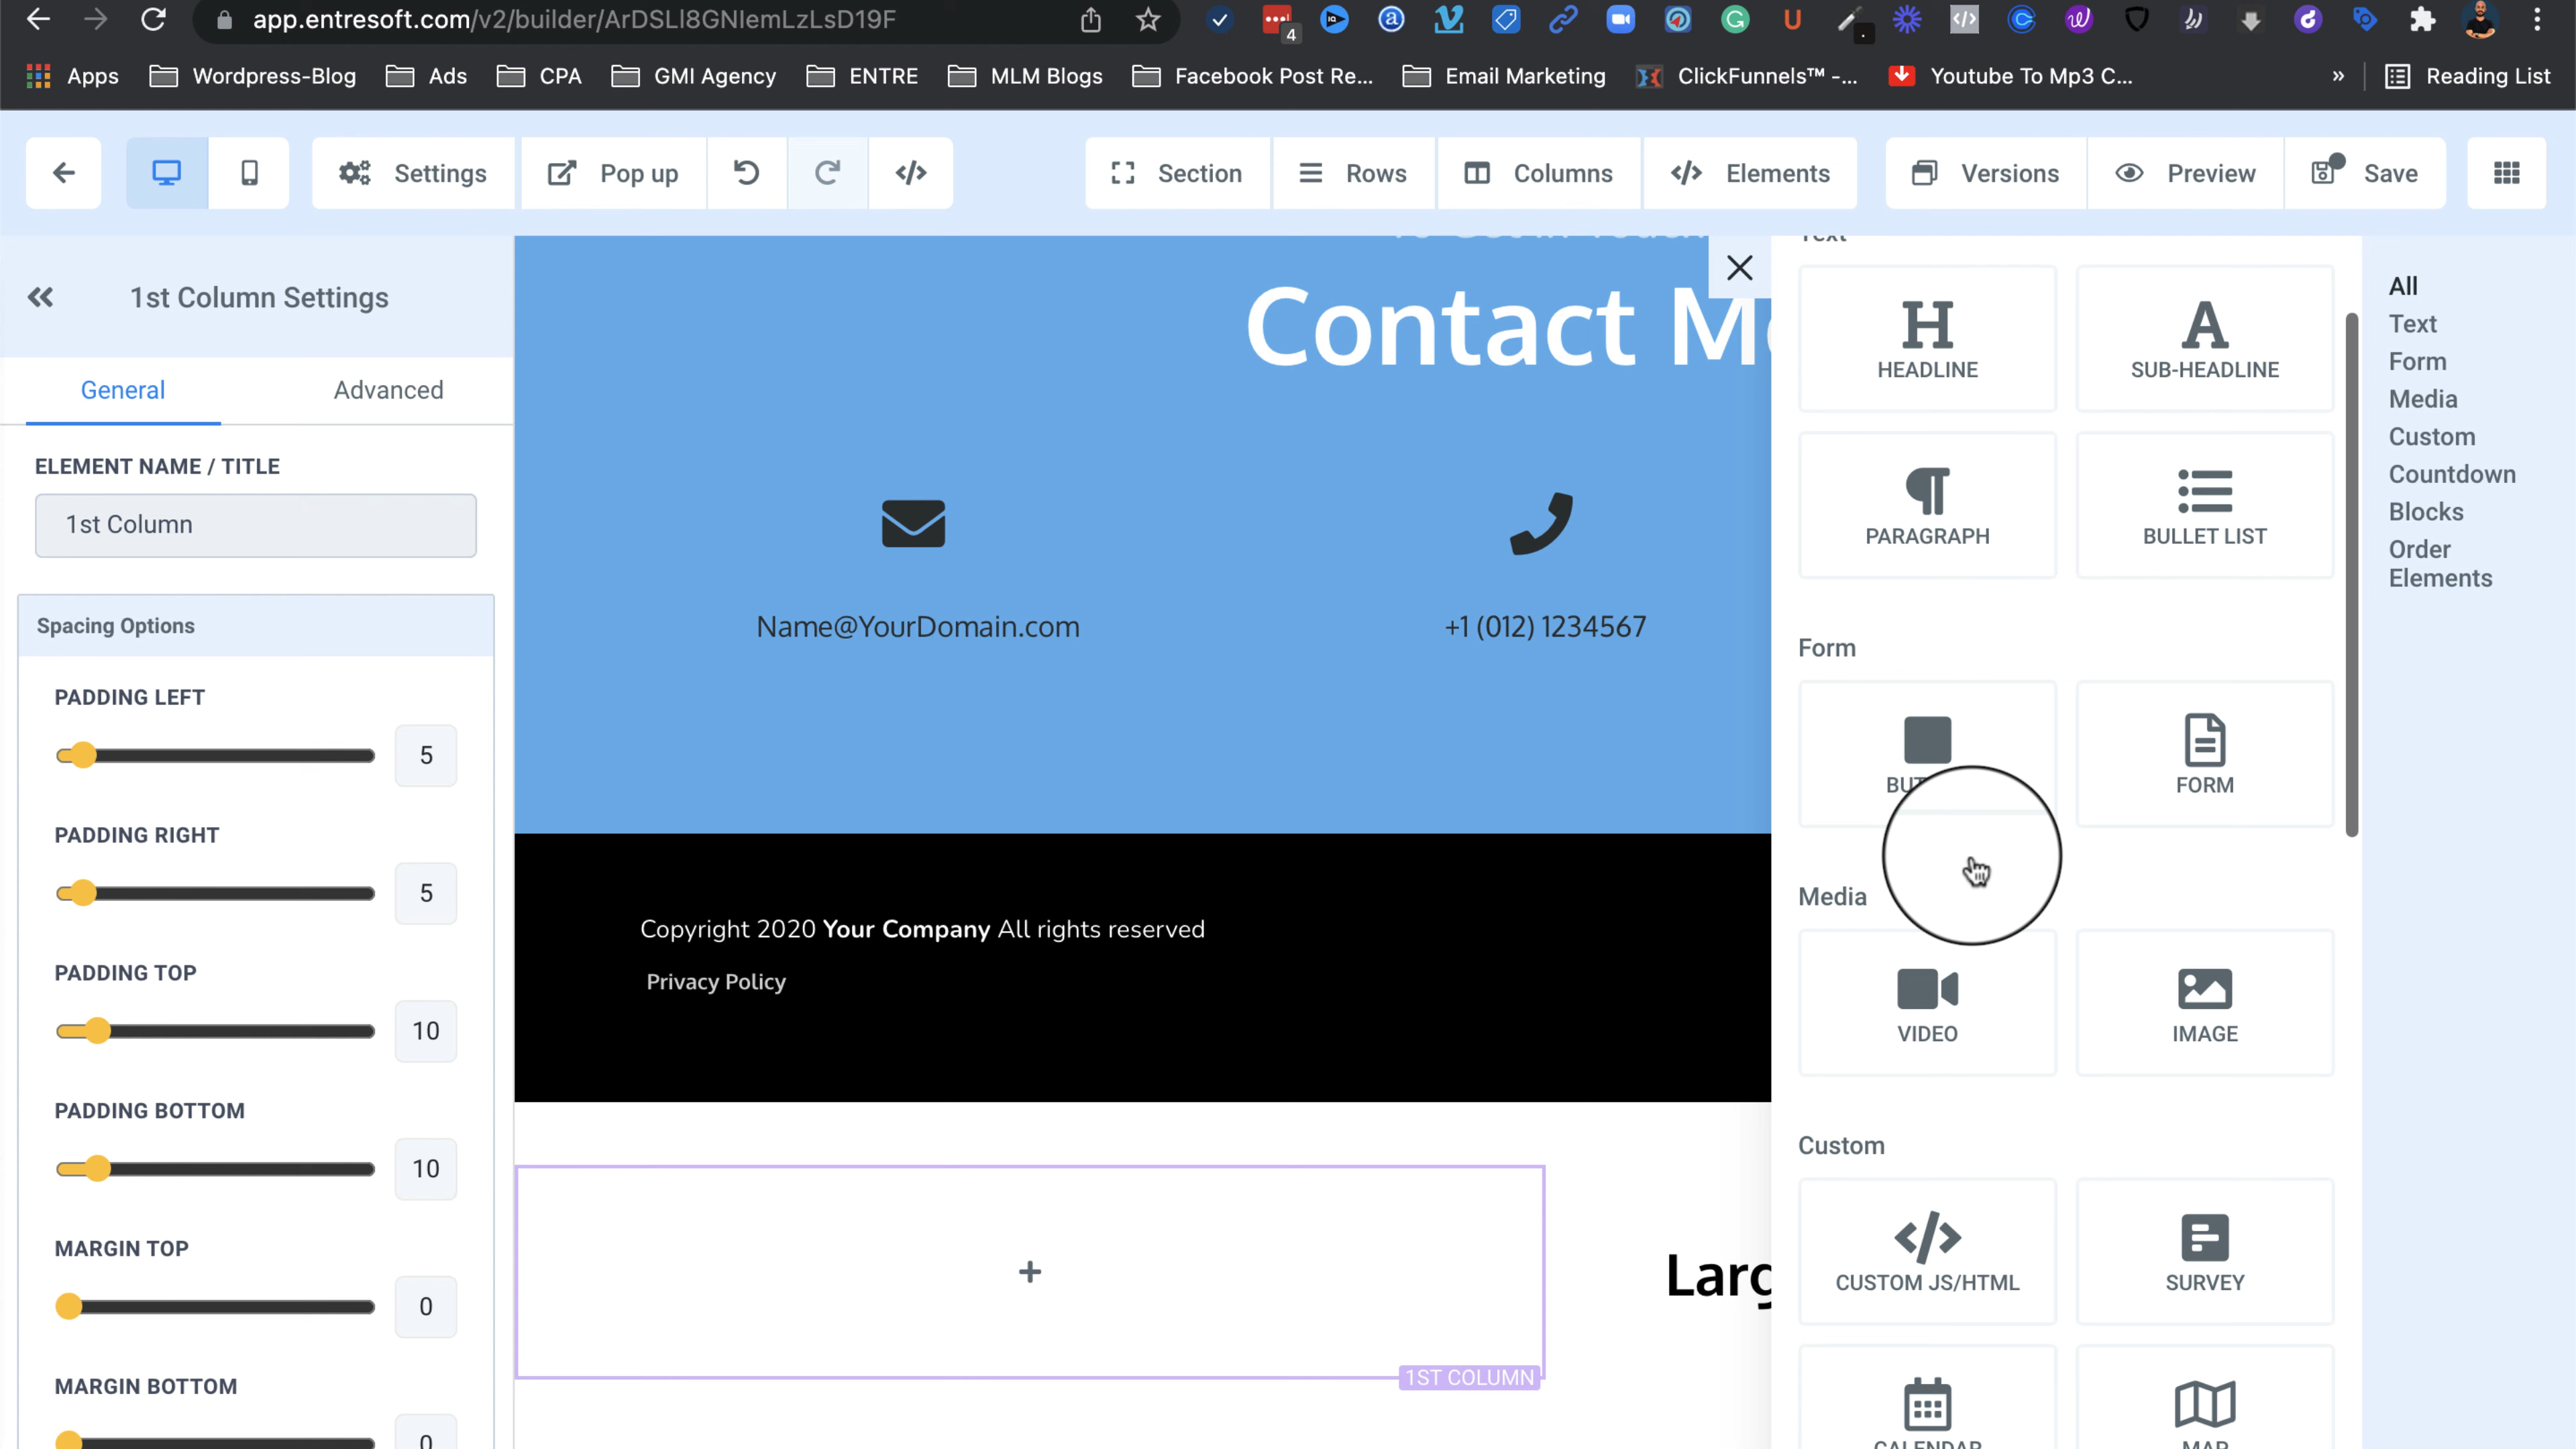 app.entresoft.com/v2/builder/ArDSLI8GNIemLzLsD19F
4
Apps
Wordpress-Blog
Ads
CPA
GMI Agency
ENTRE
MLM Blogs
Facebook Post Re...
Email Marketing
ClickFunnels™ -...
Youtube To Mp3 C...
»
Reading List
Settings
Pop up
Section
Rows
Columns
Elements
Versions
Preview
Save
1st Column Settings
General
Advanced
ELEMENT NAME / TITLE
1st Column
Spacing Options
PADDING LEFT
5
PADDING RIGHT
5
PADDING TOP
10
PADDING BOTTOM
10
MARGIN TOP
0
MARGIN BOTTOM
0
Contact M
Name@YourDomain.com
+1 (012) 1234567
Copyright 2020 Your Company All rights reserved
Privacy Policy
+
1ST COLUMN
Larg
Text
HEADLINE
SUB-HEADLINE
PARAGRAPH
BULLET LIST
Form
BUT
FORM
Media
VIDEO
IMAGE
Custom
CUSTOM JS/HTML
SURVEY
CALENDAR
MAP
All
Text
Form
Media
Custom
Countdown
Blocks
Order
Elements